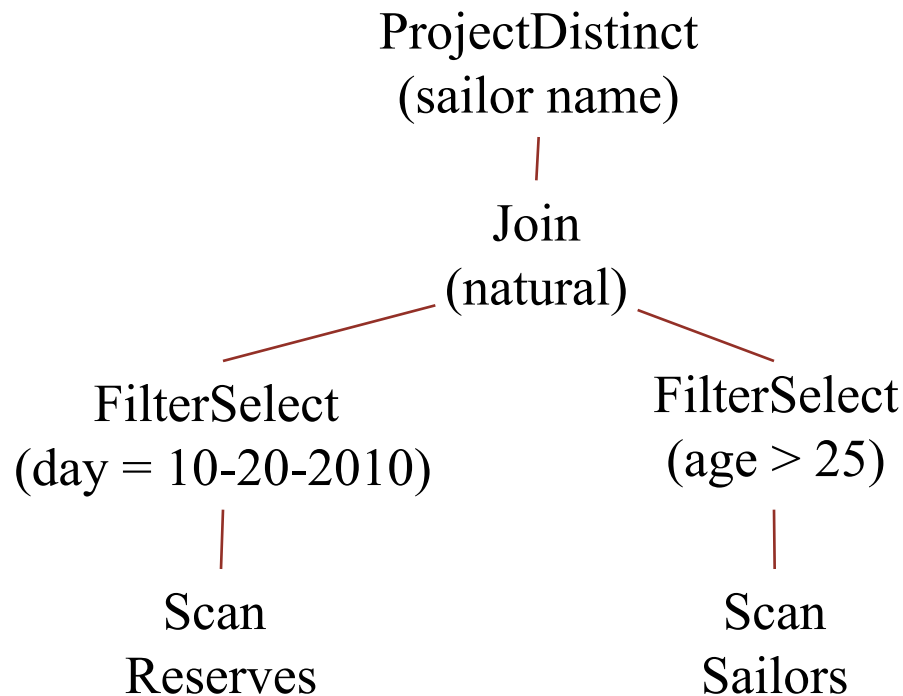 ProjectDistinct
(sailor name)
Join
(natural)
FilterSelect
(day = 10-20-2010)
FilterSelect
(age > 25)
Scan
Reserves
Scan
Sailors